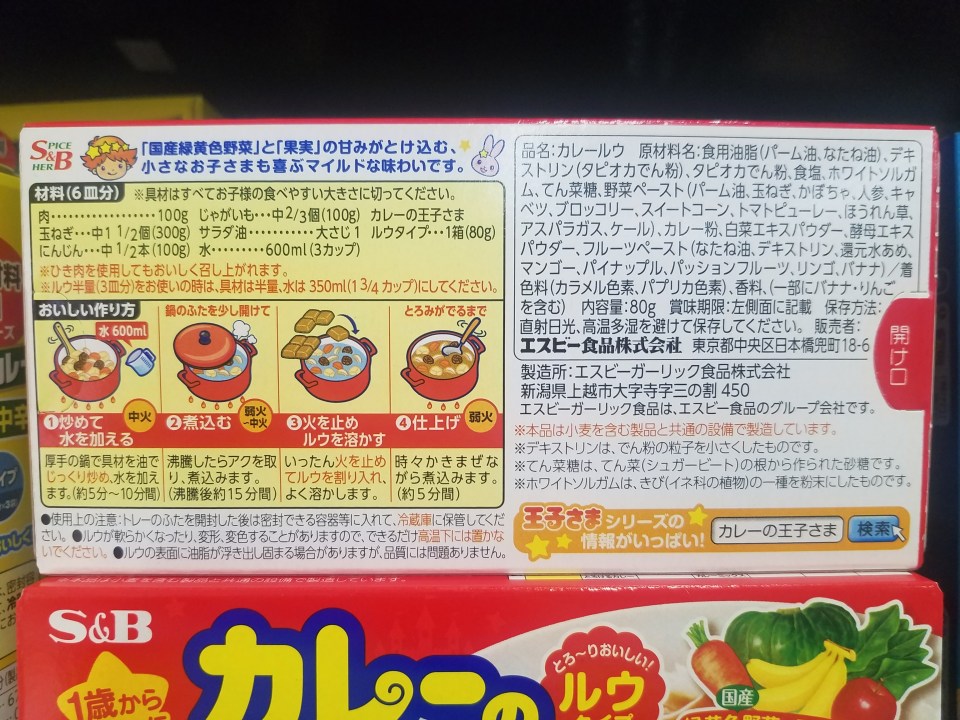 SPICE
S&B
HERB
「国産緑黄色野菜」と「果実」の甘みがとけ込む、
小さなお子さまも喜ぶマイルドな味わいです。
材料(6皿分) ※具材はすべてお子様の食べやすい大きさに切ってください。
肉………………100g じゃがいも…中2/3個(100g) カレーの王子さま
玉ねぎ…中1 1/2個(300g) サラダ油…………大さじ1 ルウタイプ…1箱(80g)
にんじん…中1/2本(100g) 水…………600ml(3カップ)
※ひき肉を使用してもおいしく召し上がれます。
※ルウ半量(3皿分)をお使いの時は、具材は半量、水は350ml(1 3/4カップ)にしてください。
おいしい作り方
水600ml
鍋のふたを少し開けて
とろみがでるまで
①炒めて
水を加える
中火
②煮込む
弱火
~中火
③火を止め
ルウを溶かす
④仕上げ
弱火
厚手の鍋で具材を油で
じっくり炒め、水を加え
ます。(約5分~10分間)
沸騰したらアクを取
り、煮込みます。
(沸騰後約15分間)
いったん火を止め
てルウを割り入れ、
よく溶かします。
時々かきまぜな
がら煮込みます。
(約5分間)
●使用上の注意:トレーのふたを開封した後は密封できる容器等に入れて、冷蔵庫に保管してくだ
さい。●ルウが軟らかくなったり、変形、変色することがありますので、できるだけ高温下には置かな
いでください。●ルウの表面に油脂が浮き出し固まる場合がありますが、品質には問題ありません。
品名:カレールウ 原材料名:食用油脂(パーム油、なたね油)、デキ
ストリン(タピオカでん粉)、タピオカでん粉、食塩、ホワイトソルガ
ム、てん菜糖、野菜ペースト(パーム油、玉ねぎ、かぼちゃ、人参、キャ
ベツ、ブロッコリー、スイートコーン、トマトピューレー、ほうれん草、
アスパラガス、ケール)、カレー粉、白菜エキスパウダー、酵母エキス
パウダー、フルーツペースト(なたね油、デキストリン、還元水あめ、
マンゴー、パイナップル、パッションフルーツ、リンゴ、バナナ)/着
色料(カラメル色素、パプリカ色素)、香料、(一部にバナナ・りんご
を含む) 内容量:80g 賞味期限:左側面に記載 保存方法:
直射日光、高温多湿を避けて保存してください。 販売者:
エスビー食品株式会社 東京都中央区日本橋兜町18-6
開け口
製造所:エスビーガーリック食品株式会社
新潟県上越市大字寺字三の割 450
エスビーガーリック食品は、エスビー食品のグループ会社です。
※本品は小麦を含む製品と共通の設備で製造しています。
※デキストリンは、でん粉の粒子を小さくしたものです。
※てん菜糖は、てん菜(シュガービート)の根から作られた砂糖です。
※ホワイトソルガムは、きび(イネ科の植物)の一種を粉末にしたものです。
王子さまシリーズの
情報がいっぱい!
カレーの王子さま 検索
S&B
カレーの
1歳から
とろ~りおいしい!
ルウ
タイプ
国産